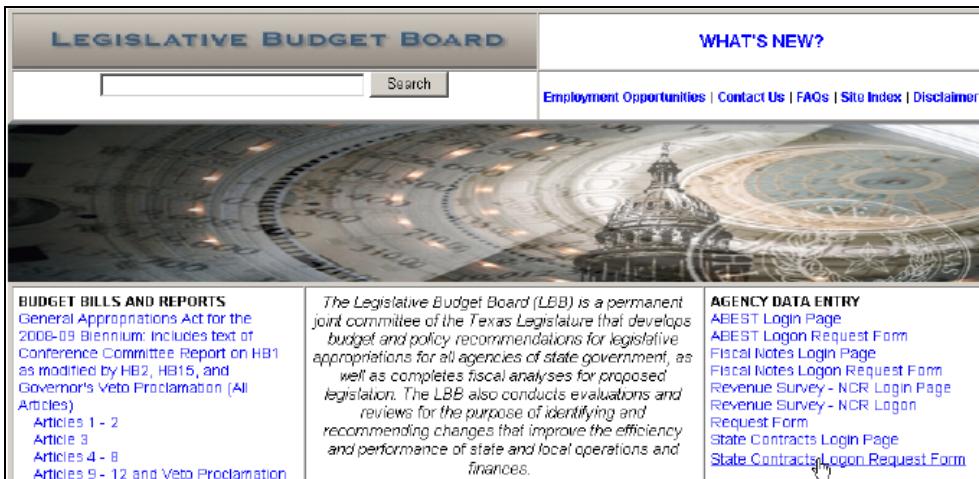 LEGISLATIVE BUDGET BOARD
WHAT'S NEW?
Search
Employment Opportunities | Contact Us | FAQs | Site Index | Disclaimer
BUDGET BILLS AND REPORTS
General Appropriations Act for the
2008-09 Biennium: includes text of
Conference Committee Report on HB1
as modified by HB2, HB15, and
Governor's Veto Proclamation (All
Articles)
Articles 1 - 2
Article 3
Articles 4 - 8
Articles 9 - 12 and Veto Proclamation
The Legislative Budget Board (LBB) is a permanent
joint committee of the Texas Legislature that develops
budget and policy recommendations for legislative
appropriations for all agencies of state government, as
well as completes fiscal analyses for proposed
legislation. The LBB also conducts evaluations and
reviews for the purpose of identifying and
recommending changes that improve the efficiency
and performance of state and local operations and
finances.
AGENCY DATA ENTRY
ABEST Login Page
ABEST Logon Request Form
Fiscal Notes Login Page
Fiscal Notes Logon Request Form
Revenue Survey - NCR Login Page
Revenue Survey - NCR Logon
Request Form
State Contracts Login Page
State Contracts Logon Request Form